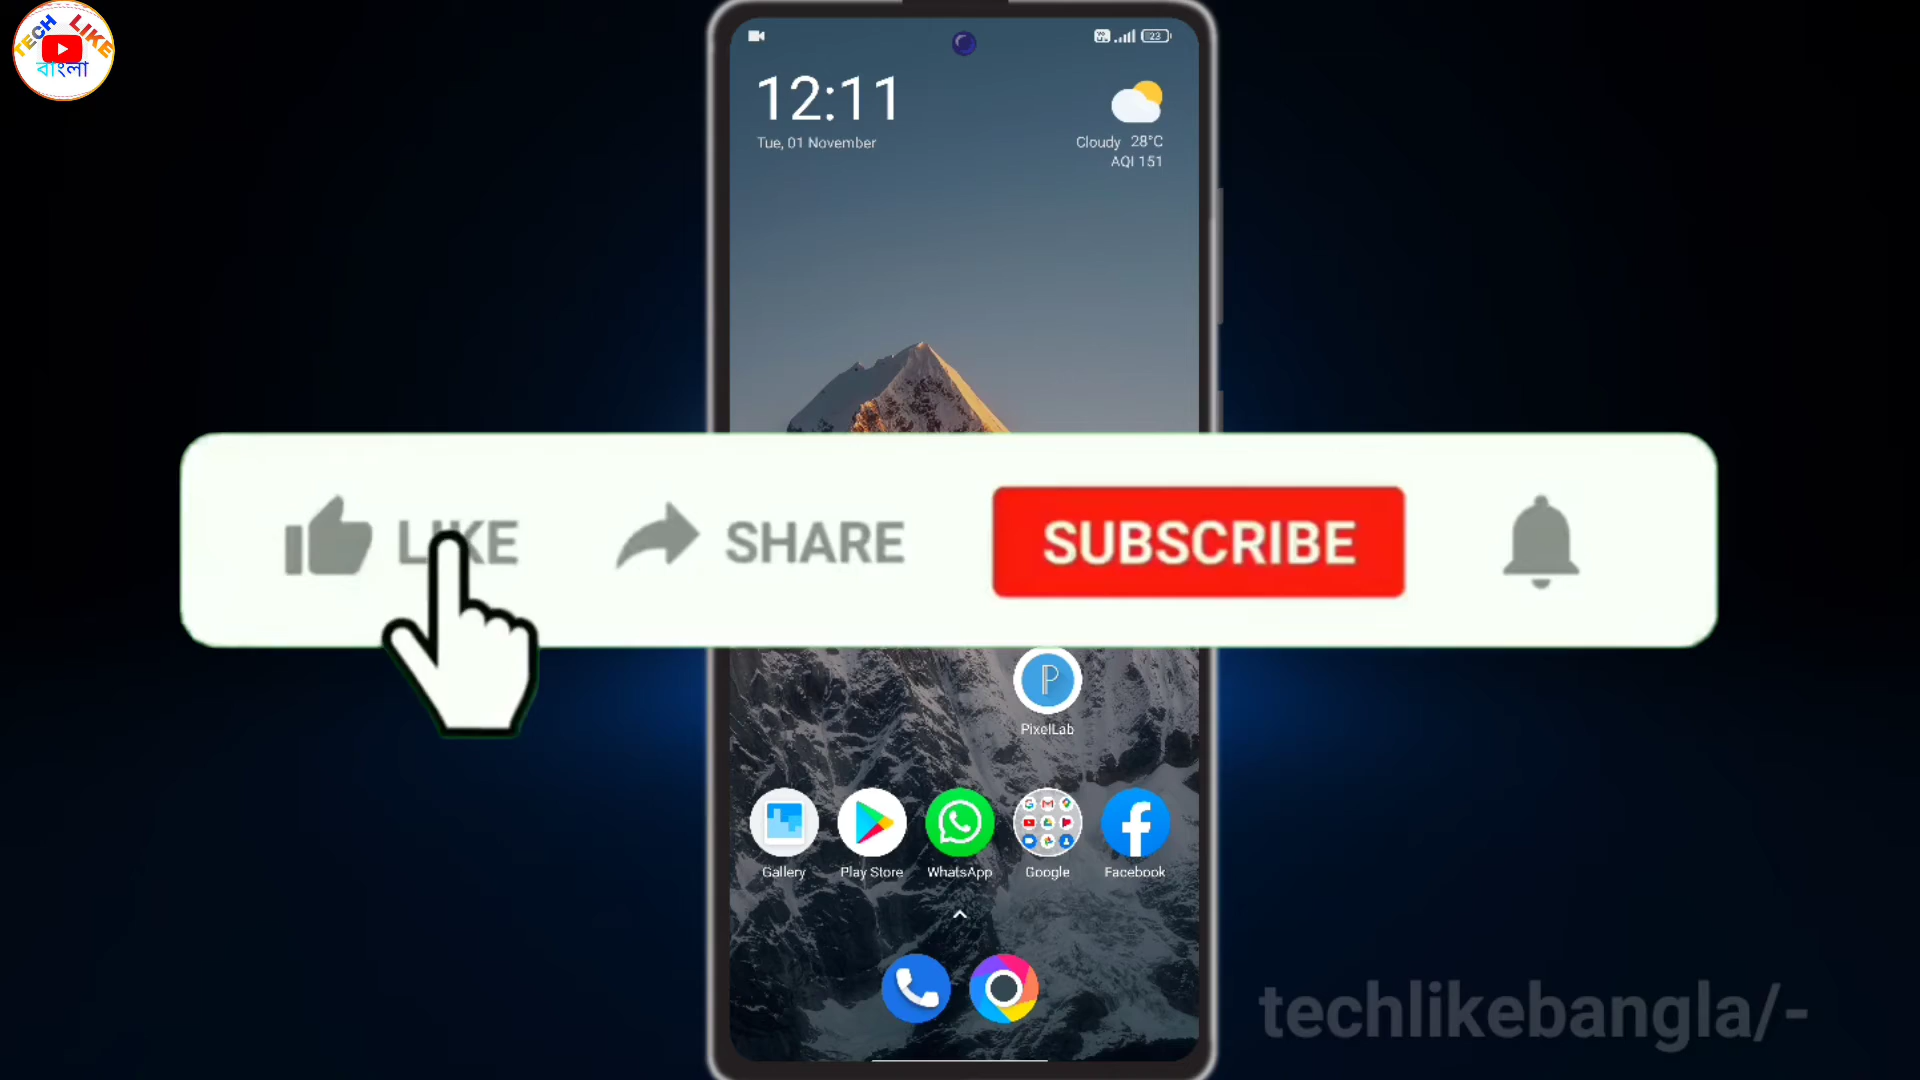 TECH LIKE
বাংলা
23
12:11
Tue, 01 November
Cloudy 28°C
AQI 151
LIKE
SHARE
SUBSCRIBE
PixelLab
Gallery
Play Store
WhatsApp
Google
Facebook
techlikebangla/-